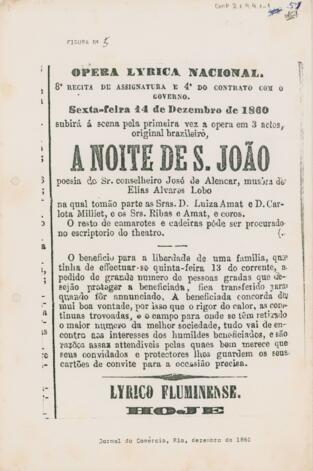 FIGURA Nº 5
OPERA LYRICA NACIONAL.
8ª RECITA DE ASSIGNATURA E 4ª DO CONTRATO COM O
GOVERNO.
Sexta-feira 14 de Dezembro de 1860
subirá á scena pela primeira vez a opera em 3 actos,
original brazileiro,
A NOITE DE S. JOÃO
poesia do Sr. conselheiro José de Alencar, musica de
Elias Alvares Lobo
na qual tomão parte as Sras. D. Luiza Amat e D. Car-
lota Milliet, e os Srs. Ribas e Amat, e coros.
O resto de camarotes e cadeiras póde ser procurado
no escriptorio do theatro. (.
O beneficio para a liberdade de uma familia, que
tinha de effectuar-se quinta-feira 13 do corrente, a
pedido de grande numero de pessoas gradas que de-
sejão proteger a beneficiada, fica transferido para
quando fôr annunciado. A beneficiada concorda de
mui boa vontade, por isso que o rigor do calor, as con-
tinuas trovoadas, e o campo para onde se têm retirado
o maior numero da melhor sociedade, tudo vai de en-
contro aos interesses dos humildes beneficiados, e são
razões assaz attendiveis pelas quaes bem merece que
seus convidados e protectores lhes guardem os seus
cartões de convite para a occasião precisa.
LYRICO FLUMINENSE.
HOJE
Jornal do Comércio, Rio, dezembro de 1860